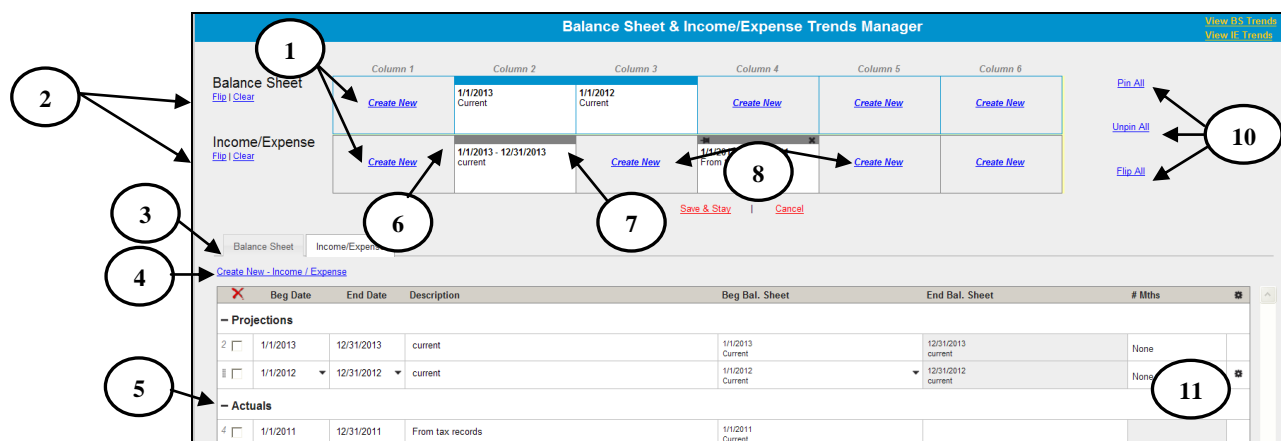 Balance Sheet & Income/Expense Trends Manager
View BS Trends
View IE Trends
Column 1 Column 2 Column 3 Column 4 Column 5 Column 6
Balance Sheet
Flip | Clear
Create New
1/1/2013
Current
1/1/2012
Current
Create New
Create New
Create New
Income/Expense
Flip | Clear
Create New
1/1/2013 - 12/31/2013
current
Create New
From
Create New
Create New
Pin All
Unpin All
Flip All
1
2
3
4
5
6
7
8
10
11
Save & Stay | Cancel
Balance Sheet
Create New - Income / Expense
Beg Date End Date Description Beg Bal. Sheet End Bal. Sheet # Mths
− Projections
2 1/1/2013 12/31/2013 current 1/1/2013 Current 12/31/2013 current None
1/1/2012 12/31/2012 current 1/1/2012 Current 12/31/2012 current None
− Actuals
4 1/1/2011 12/31/2011 From tax records 1/1/2011 Current